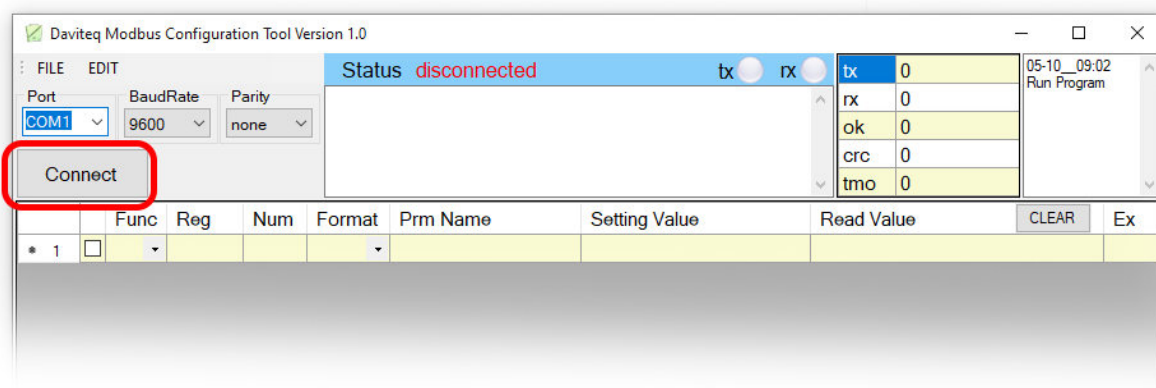 Daviteq Modbus Configuration Tool Version 1.0
FILE EDIT
Status disconnected tx rx
Port BaudRate Parity
COM1 9600 none
Connect
tx 0
rx 0
ok 0
crc 0
tmo 0
05-10__09:02
Run Program
Func Reg Num Format Prm Name Setting Value Read Value CLEAR Ex
* 1